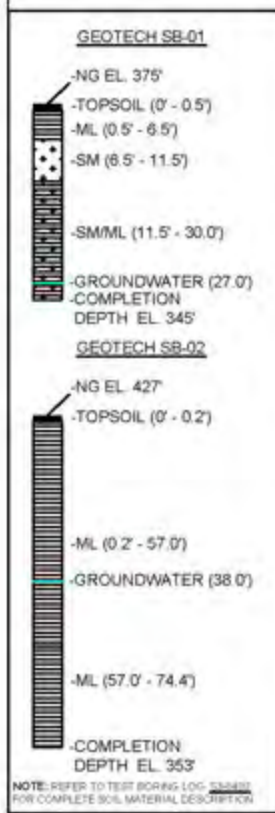 GEOTECH SB-01
NG EL. 375'
TOPSOIL (0' - 0.5')
ML (0.5' - 6.5')
SM (6.5' - 11.5')
SM/ML (11.5' - 30.0')
GROUNDWATER (27.0')
COMPLETION
DEPTH EL. 345'
GEOTECH SB-02
NG EL. 427'
TOPSOIL (0' - 0.2')
ML (0.2' - 57.0')
GROUNDWATER (38.0')
ML (57.0' - 74.4')
COMPLETION
DEPTH EL. 353'
NOTE: REFER TO TEST BORING LOG
FOR COMPLETE SOIL MATERIAL DESCRIPTION